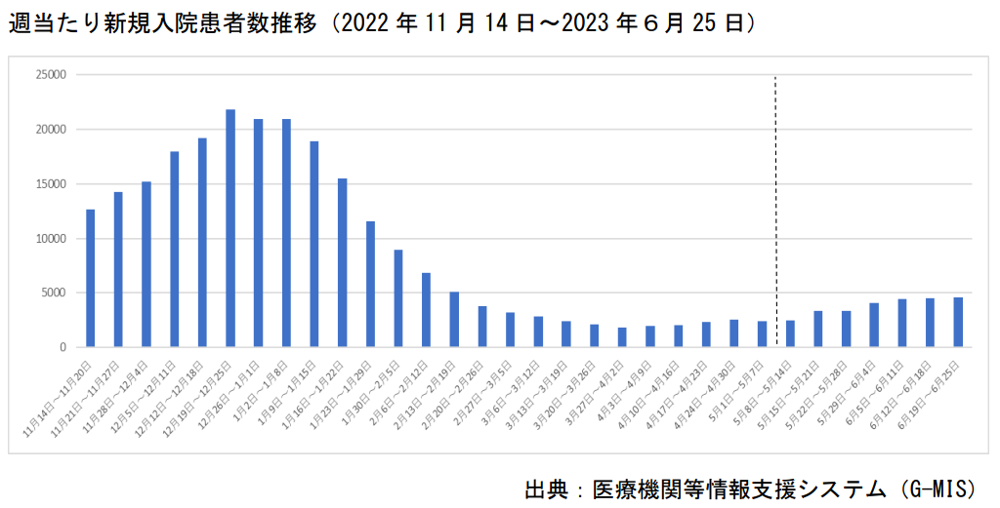 週当たり新規入院患者数推移（2022 年 11 月 14 日～2023 年６月 25 日）
25000
20000
15000
10000
5000
0
11月14日～11月20日
11月21日～11月27日
11月28日～12月4日
12月5日～12月11日
12月12日～12月18日
12月19日～12月25日
12月26日～1月1日
1月2日～1月8日
1月9日～1月15日
1月16日～1月22日
1月23日～1月29日
1月30日～2月5日
2月6日～2月12日
2月13日～2月19日
2月20日～2月26日
2月27日～3月5日
3月6日～3月12日
3月13日～3月19日
3月20日～3月26日
3月27日～4月2日
4月3日～4月9日
4月10日～4月16日
4月17日～4月23日
4月24日～4月30日
5月1日～5月7日
5月8日～5月14日
5月15日～5月21日
5月22日～5月28日
5月29日～6月4日
6月5日～6月11日
6月12日～6月18日
6月19日～6月25日
出典：医療機関等情報支援システム（G-MIS）